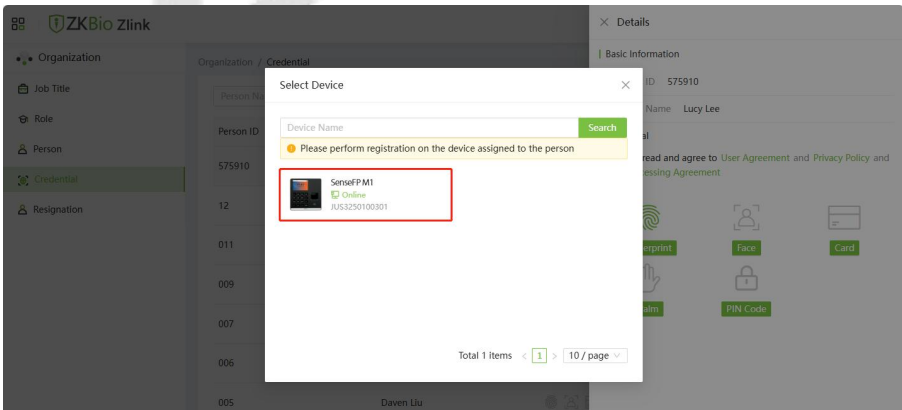 ZKBio Zlink
Organization
Job Title
Role
Person
Credential
Resignation
Organization / Credential
Person Na
Person ID
575910
12
011
009
007
006
005
Daven Liu
Select Device
Device Name
Search
Please perform registration on the device assigned to the person
SenseFP M1
Online
JUS3250100301
Total 1 items < 1 > 10 / page
Details
Basic Information
ID 575910
Name Lucy Lee
al
read and agree to User Agreement and Privacy Policy and
essing Agreement
erprint
Face
Card
alm
PIN Code